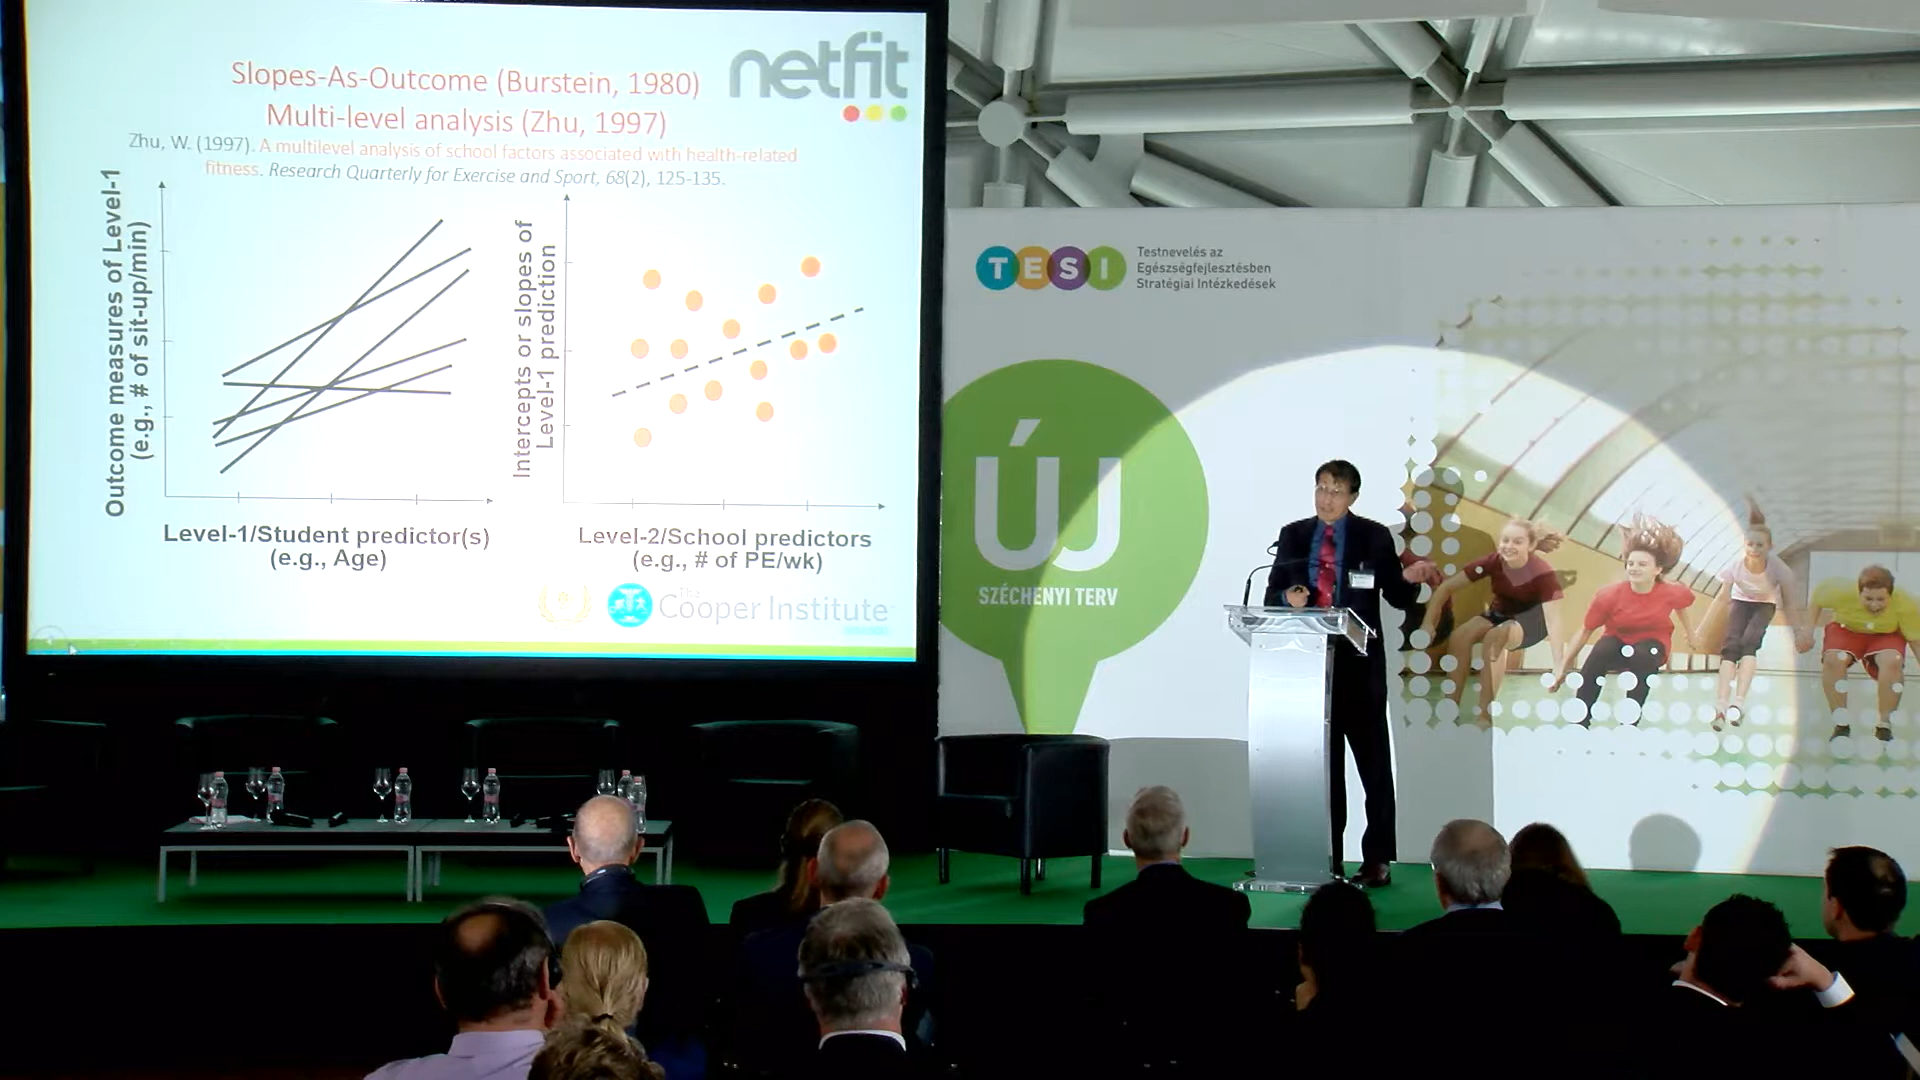 netfit
Slopes-As-Outcome (Burstein, 1980)
Multi-level analysis (Zhu, 1997)
Zhu, W. (1997). A multilevel analysis of school factors associated with health-related
fitness. Research Quarterly for Exercise and Sport, 68(2), 125-135.
Outcome measures of Level-1
(e.g., # of sit-up/min)
Level-1/Student predictor(s)
(e.g., Age)
Intercepts or slopes of
Level-1 prediction
Level-2/School predictors
(e.g., # of PE/wk)
The
Cooper Institute
TESI
Testnevelés az
Egészségfejlesztésben
Stratégiai Intézkedések
ÚJ
SZÉCHENYI TERV